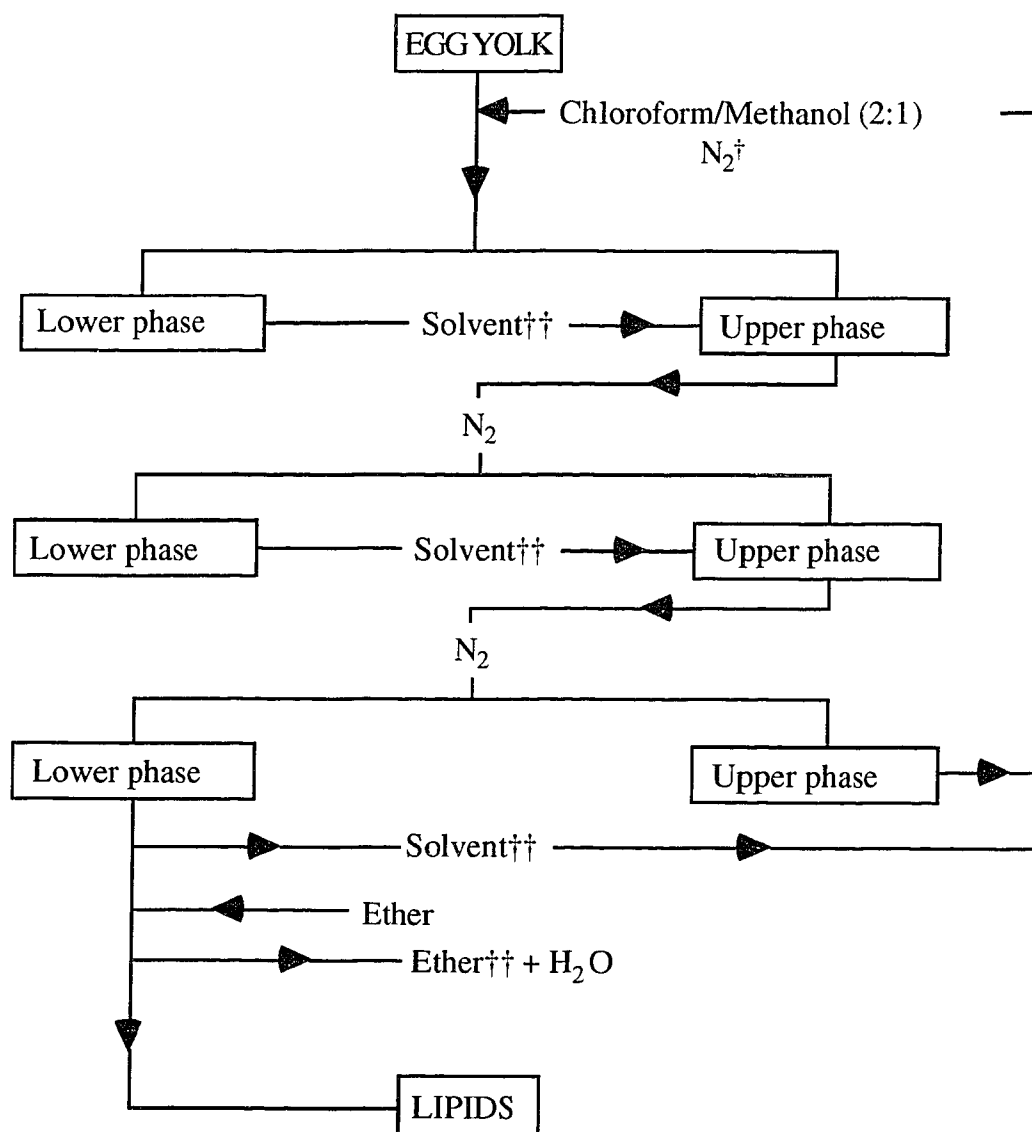 EGG YOLK
Chloroform/Methanol (2:1)
N₂†
Lower phase
Solvent††
Upper phase
N₂
Lower phase
Solvent††
Upper phase
N₂
Lower phase
Upper phase
Solvent††
Ether
Ether†† + H₂O
LIPIDS